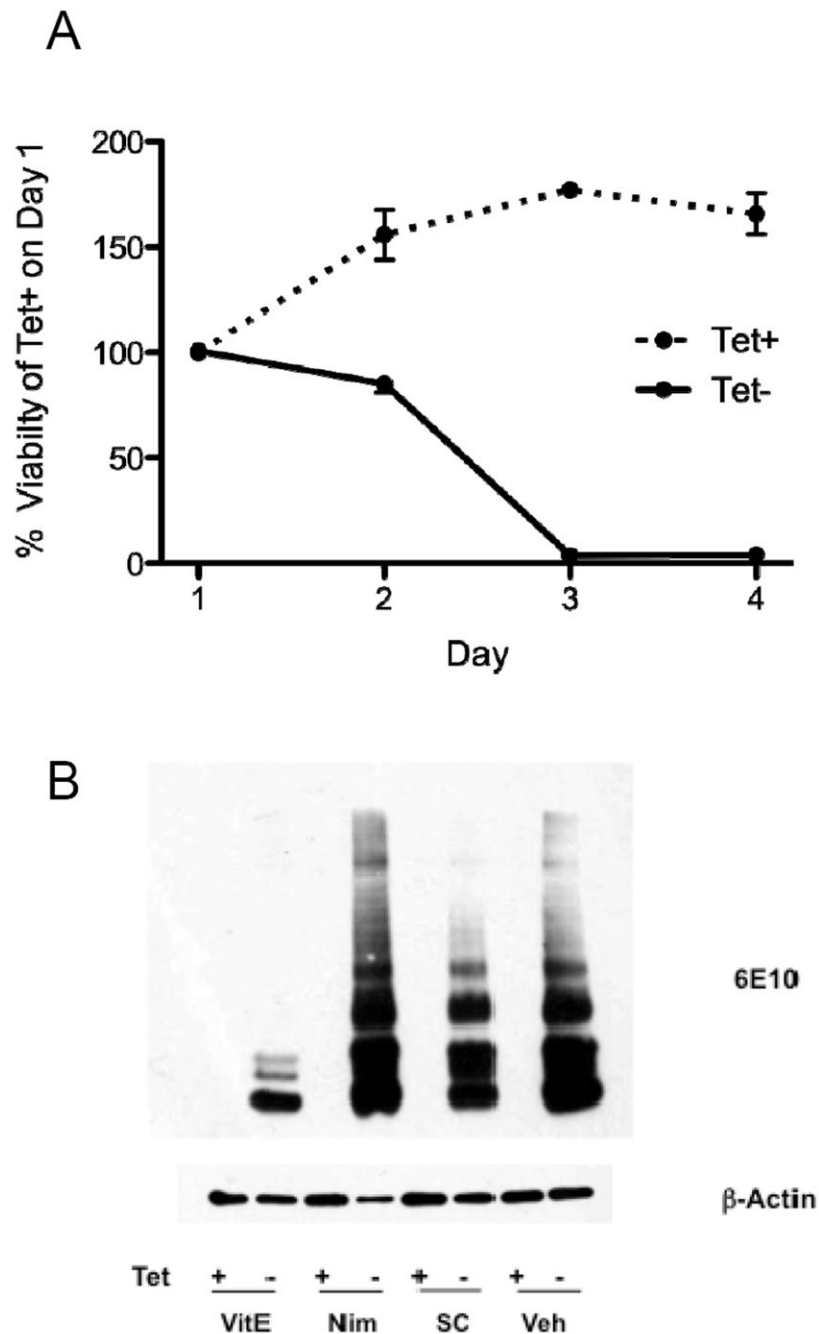 A
% Viabilty of Tet+ on Day 1
200
150
100
50
0
Tet+
Tet-
1 2 3 4
Day
B
6E10
β-Actin
Tet + - + - + - + -
VitE Nim SC Veh